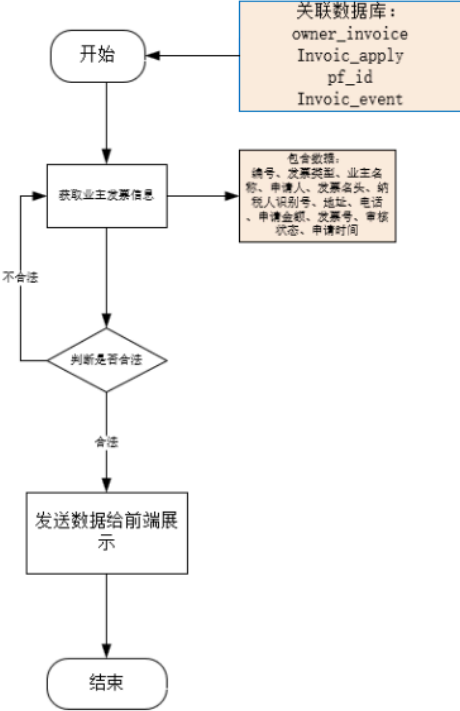 关联数据库：
owner_invoice
Invoic_apply
pf_id
Invoic_event
开始
包含数据：
编号、发票类型、业主名
称、申请人、发票名头、纳
税人识别号、地址、电话
、申请金额、发票号、审核
状态、申请时间
获取业主发票信息
不合法
判断是否合法
合法
发送数据给前端展
示
结束